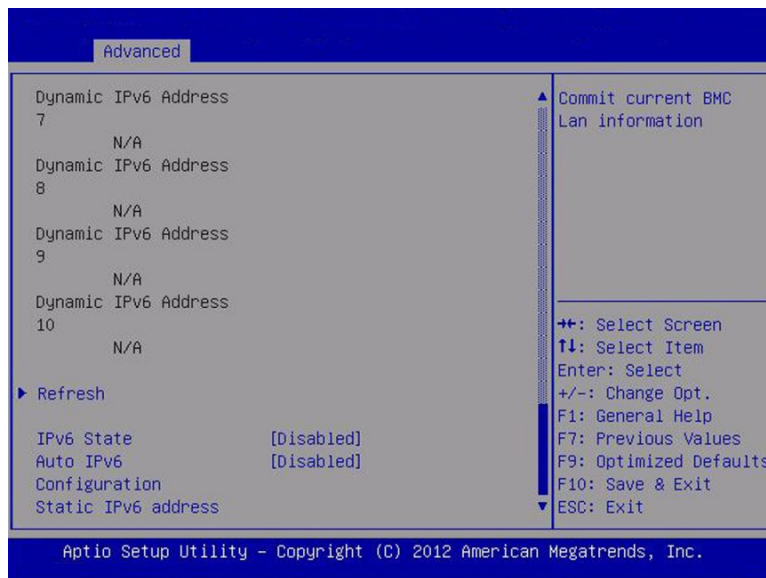 Advanced
Dynamic IPv6 Address
7
N/A
Dynamic IPv6 Address
8
N/A
Dynamic IPv6 Address
9
N/A
Dynamic IPv6 Address
10
N/A
Refresh
IPv6 State [Disabled]
Auto IPv6 [Disabled]
Configuration
Static IPv6 address
Commit current BMC
Lan information
→←: Select Screen
↑↓: Select Item
Enter: Select
+/-: Change Opt.
F1: General Help
F7: Previous Values
F9: Optimized Defaults
F10: Save & Exit
ESC: Exit
Aptio Setup Utility – Copyright (C) 2012 American Megatrends, Inc.